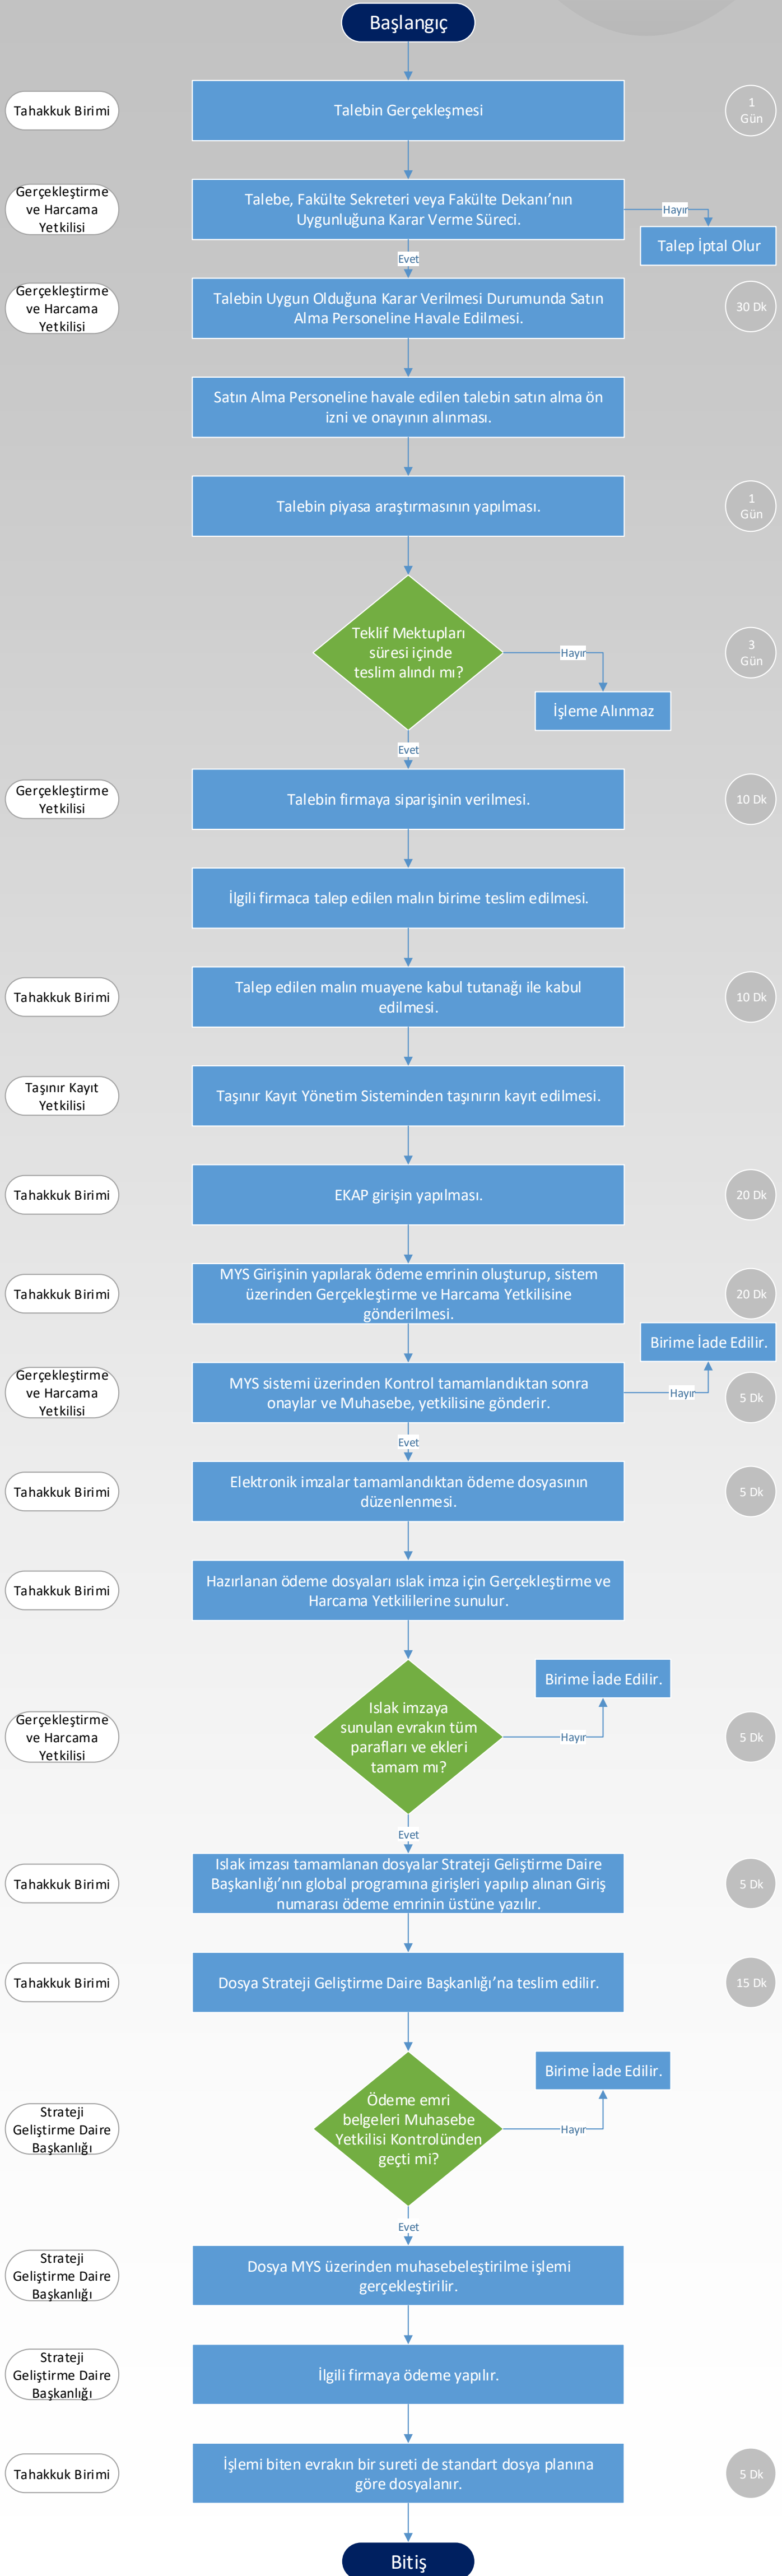 Başlangıç
Tahakkuk Birimi
Talebin Gerçekleşmesi
1
Gün
Gerçekleştirme
ve Harcama
Yetkilisi
Talebe, Fakülte Sekreteri veya Fakülte Dekanı’nın
Uygunluğuna Karar Verme Süreci.
Hayır
Talep İptal Olur
Evet
Gerçekleştirme
ve Harcama
Yetkilisi
Talebin Uygun Olduğuna Karar Verilmesi Durumunda Satın
Alma Personeline Havale Edilmesi.
30 Dk
Satın Alma Personeline havale edilen talebin satın alma ön
izni ve onayının alınması.
Talebin piyasa araştırmasının yapılması.
1
Gün
Teklif Mektupları
süresi içinde
teslim alındı mı?
Hayır
İşleme Alınmaz
3
Gün
Evet
Gerçekleştirme
Yetkilisi
Talebin firmaya siparişinin verilmesi.
10 Dk
İlgili firmaca talep edilen malın birime teslim edilmesi.
Tahakkuk Birimi
Talep edilen malın muayene kabul tutanağı ile kabul
edilmesi.
10 Dk
Taşınır Kayıt
Yetkilisi
Taşınır Kayıt Yönetim Sisteminden taşınırın kayıt edilmesi.
Tahakkuk Birimi
EKAP girişin yapılması.
20 Dk
Tahakkuk Birimi
MYS Girişinin yapılarak ödeme emrinin oluşturup, sistem
üzerinden Gerçekleştirme ve Harcama Yetkilisine
gönderilmesi.
20 Dk
Birime İade Edilir.
Gerçekleştirme
ve Harcama
Yetkilisi
MYS sistemi üzerinden Kontrol tamamlandıktan sonra
onaylar ve Muhasebe, yetkilisine gönderir.
Hayır
5 Dk
Evet
Tahakkuk Birimi
Elektronik imzalar tamamlandıktan ödeme dosyasının
düzenlenmesi.
5 Dk
Tahakkuk Birimi
Hazırlanan ödeme dosyaları ıslak imza için Gerçekleştirme ve
Harcama Yetkililerine sunulur.
Birime İade Edilir.
Gerçekleştirme
ve Harcama
Yetkilisi
Islak imzaya
sunulan evrakın tüm
parafları ve ekleri
tamam mı?
Hayır
5 Dk
Evet
Tahakkuk Birimi
Islak imzası tamamlanan dosyalar Strateji Geliştirme Daire
Başkanlığı’nın global programına girişleri yapılıp alınan Giriş
numarası ödeme emrinin üstüne yazılır.
5 Dk
Tahakkuk Birimi
Dosya Strateji Geliştirme Daire Başkanlığı’na teslim edilir.
15 Dk
Birime İade Edilir.
Strateji
Geliştirme Daire
Başkanlığı
Ödeme emri
belgeleri Muhasebe
Yetkilisi Kontrolünden
geçti mi?
Hayır
Evet
Strateji
Geliştirme Daire
Başkanlığı
Dosya MYS üzerinden muhasebeleştirilme işlemi
gerçekleştirilir.
Strateji
Geliştirme Daire
Başkanlığı
İlgili firmaya ödeme yapılır.
Tahakkuk Birimi
İşlemi biten evrakın bir sureti de standart dosya planına
göre dosyalanır.
5 Dk
Bitiş